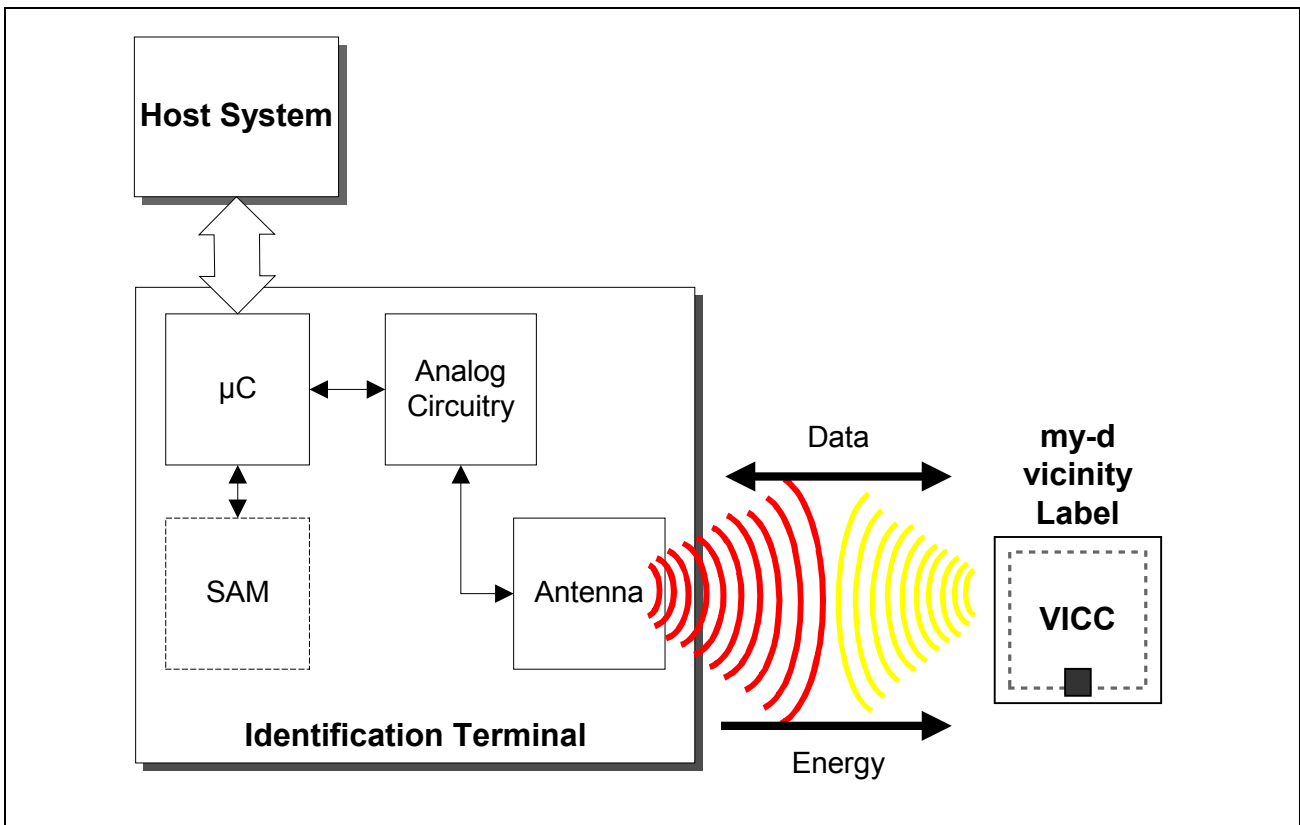 Host System
µC
Analog
Circuitry
SAM
Antenna
Identification Terminal
Data
Energy
my-d
vicinity
Label
VICC